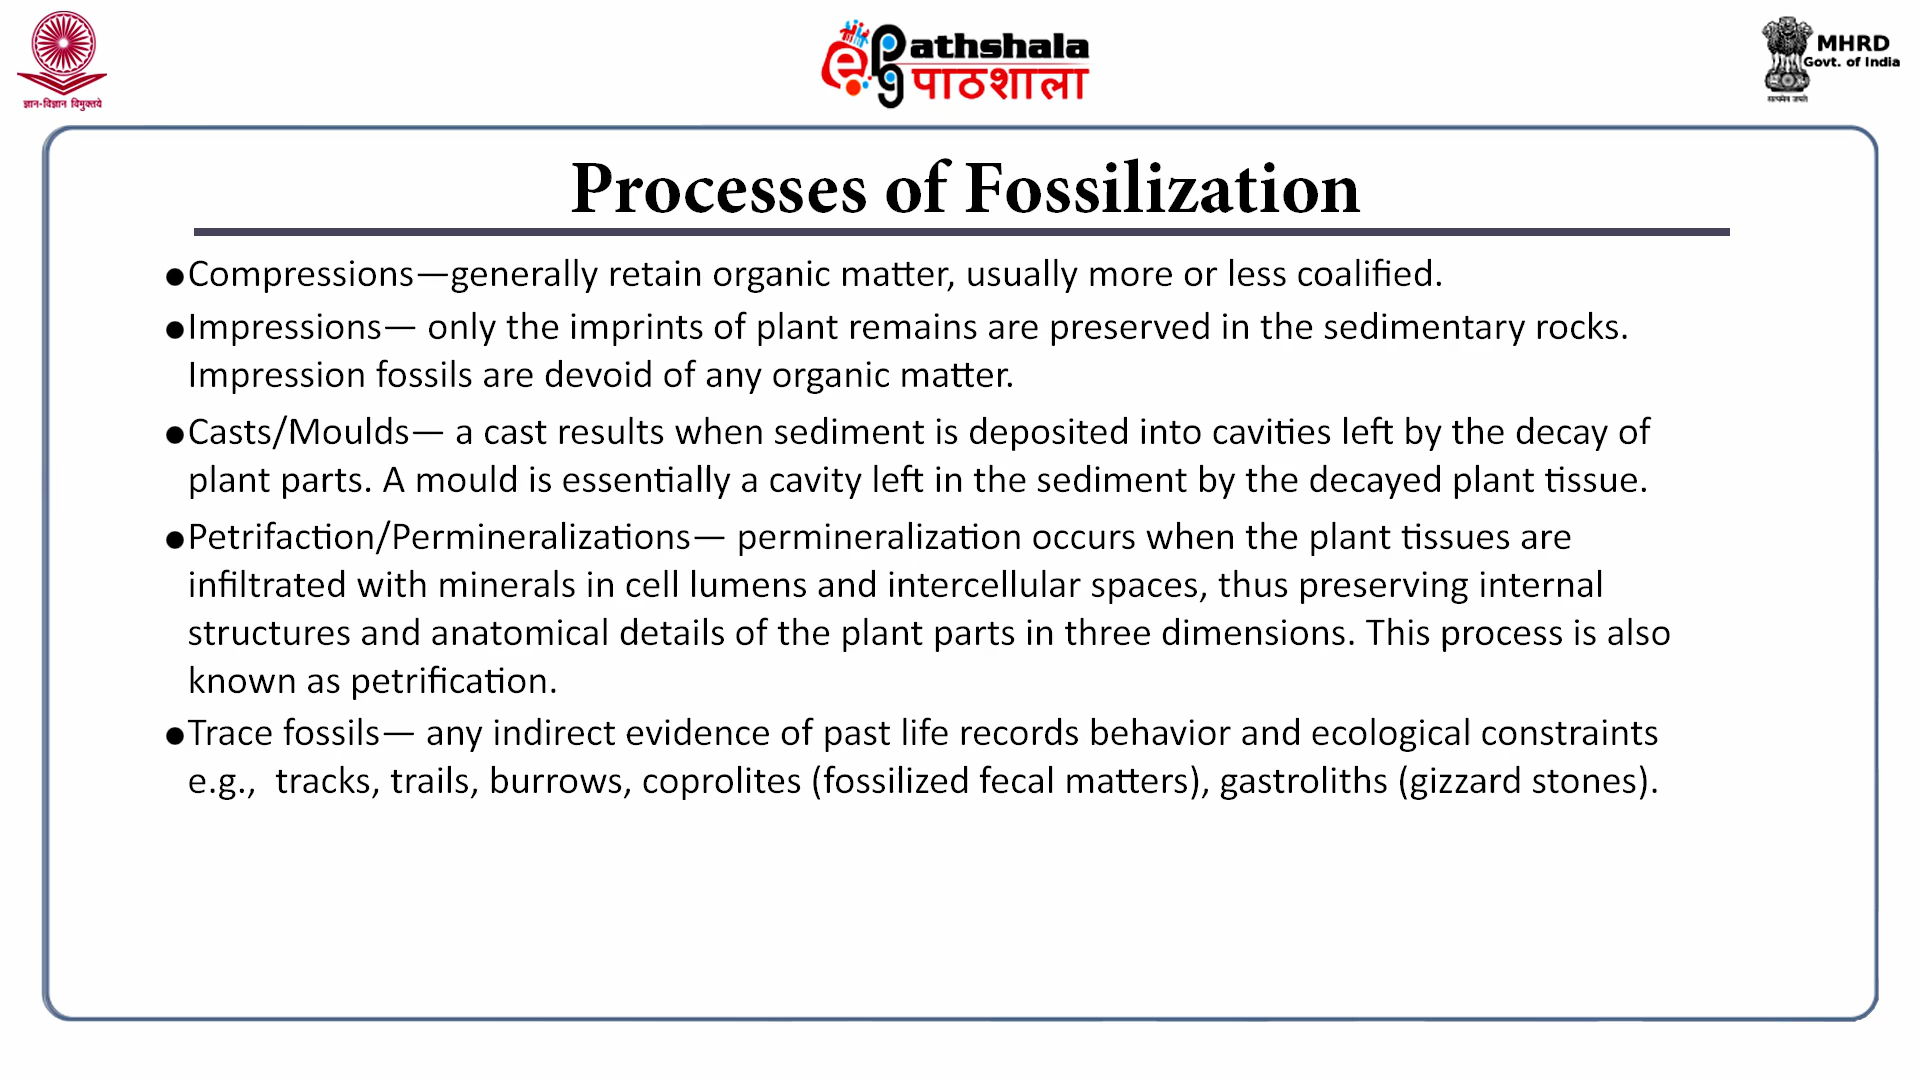 ज्ञान-विज्ञान विमुक्तये
ePG Pathshala
पाठशाला
MHRD
Govt. of India
सत्यमेव जयते
Processes of Fossilization
●Compressions—generally retain organic matter, usually more or less coalified.
●Impressions— only the imprints of plant remains are preserved in the sedimentary rocks.
Impression fossils are devoid of any organic matter.
●Casts/Moulds— a cast results when sediment is deposited into cavities left by the decay of
plant parts. A mould is essentially a cavity left in the sediment by the decayed plant tissue.
●Petrifaction/Permineralizations— permineralization occurs when the plant tissues are
infiltrated with minerals in cell lumens and intercellular spaces, thus preserving internal
structures and anatomical details of the plant parts in three dimensions. This process is also
known as petrification.
●Trace fossils— any indirect evidence of past life records behavior and ecological constraints
e.g.,  tracks, trails, burrows, coprolites (fossilized fecal matters), gastroliths (gizzard stones).